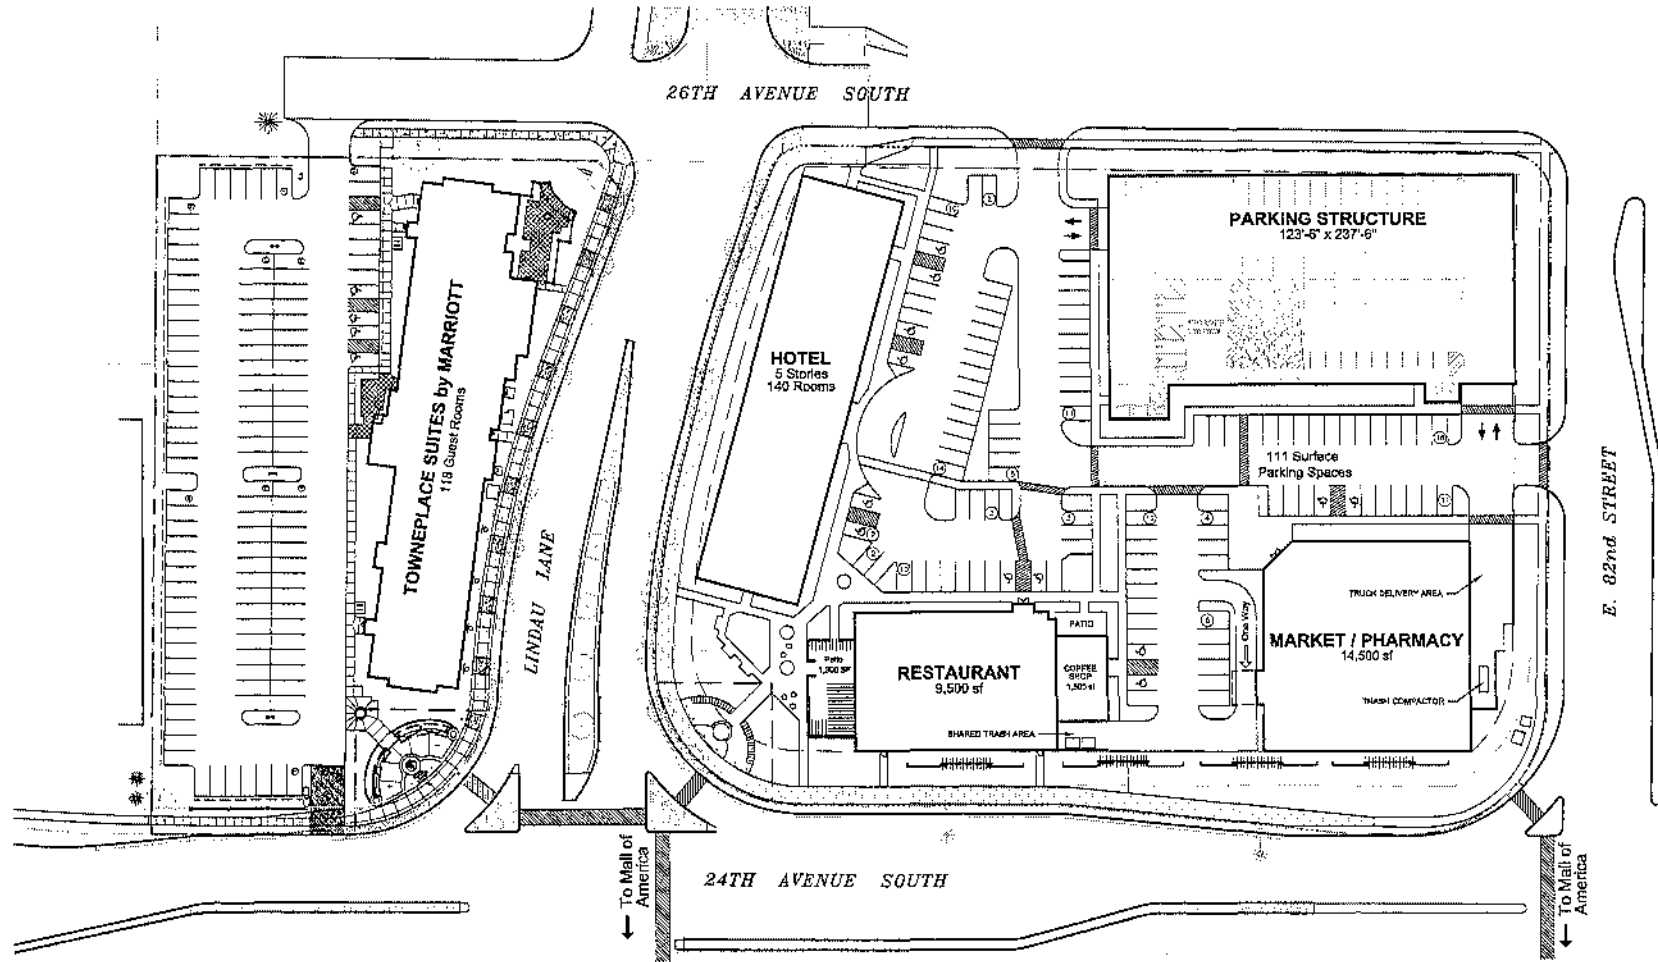 26TH AVENUE SOUTH
PARKING STRUCTURE
123'-6" x 237'-6"
HOTEL
5 Stories
140 Rooms
TOWNEPLACE SUITES by MARRIOTT
LINDAU LANE
111 Surface
Parking Spaces
E. 82nd STREET
TRUCK DELIVERY AREA
One Way
MARKET / PHARMACY
14,500 sf
TRASH COMPACTOR
PATIO
Patio
RESTAURANT
9,500 sf
COFFEE
SHOP
SHARED TRASH AREA
To Mall of
America
24TH AVENUE SOUTH
To Mall of
America